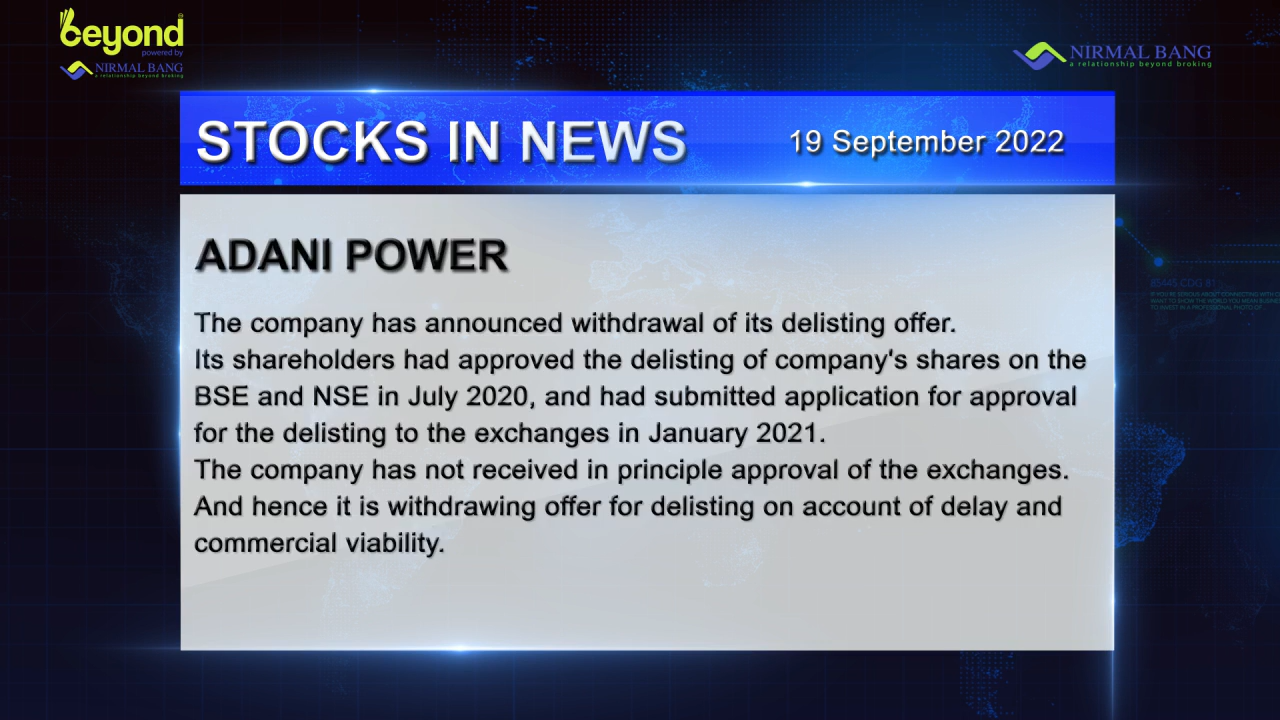 beyond
powered by
NIRMAL BANG
a relationship beyond broking
NIRMAL BANG
a relationship beyond broking
STOCKS IN NEWS
19 September 2022
ADANI POWER
The company has announced withdrawal of its delisting offer.
Its shareholders had approved the delisting of company's shares on the
BSE and NSE in July 2020, and had submitted application for approval
for the delisting to the exchanges in January 2021.
The company has not received in principle approval of the exchanges.
And hence it is withdrawing offer for delisting on account of delay and
commercial viability.